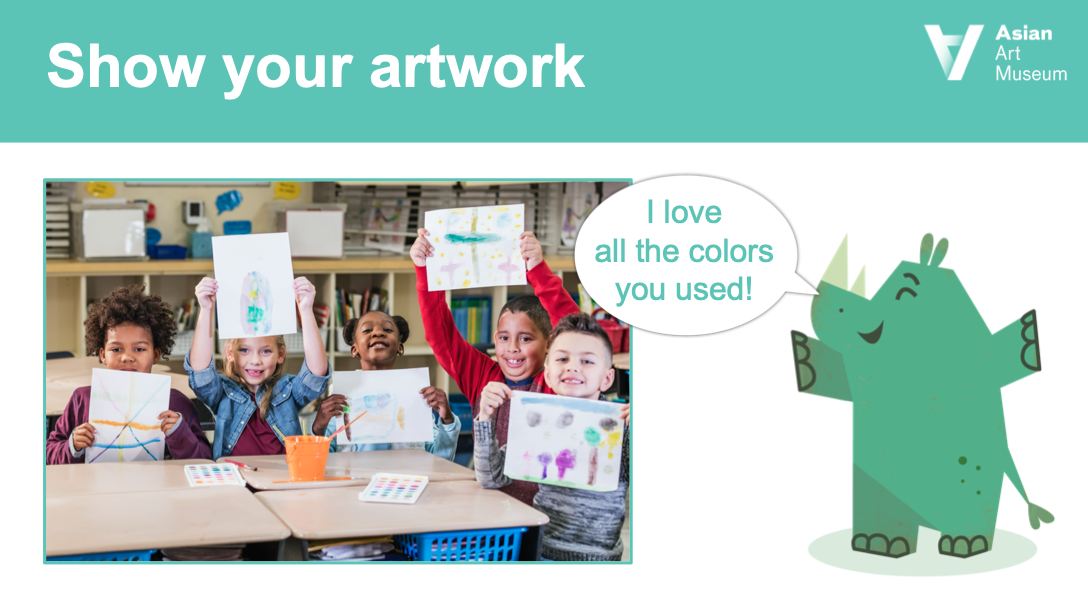 Show your artwork
Asian
Art
Museum
I love
all the colors
you used!